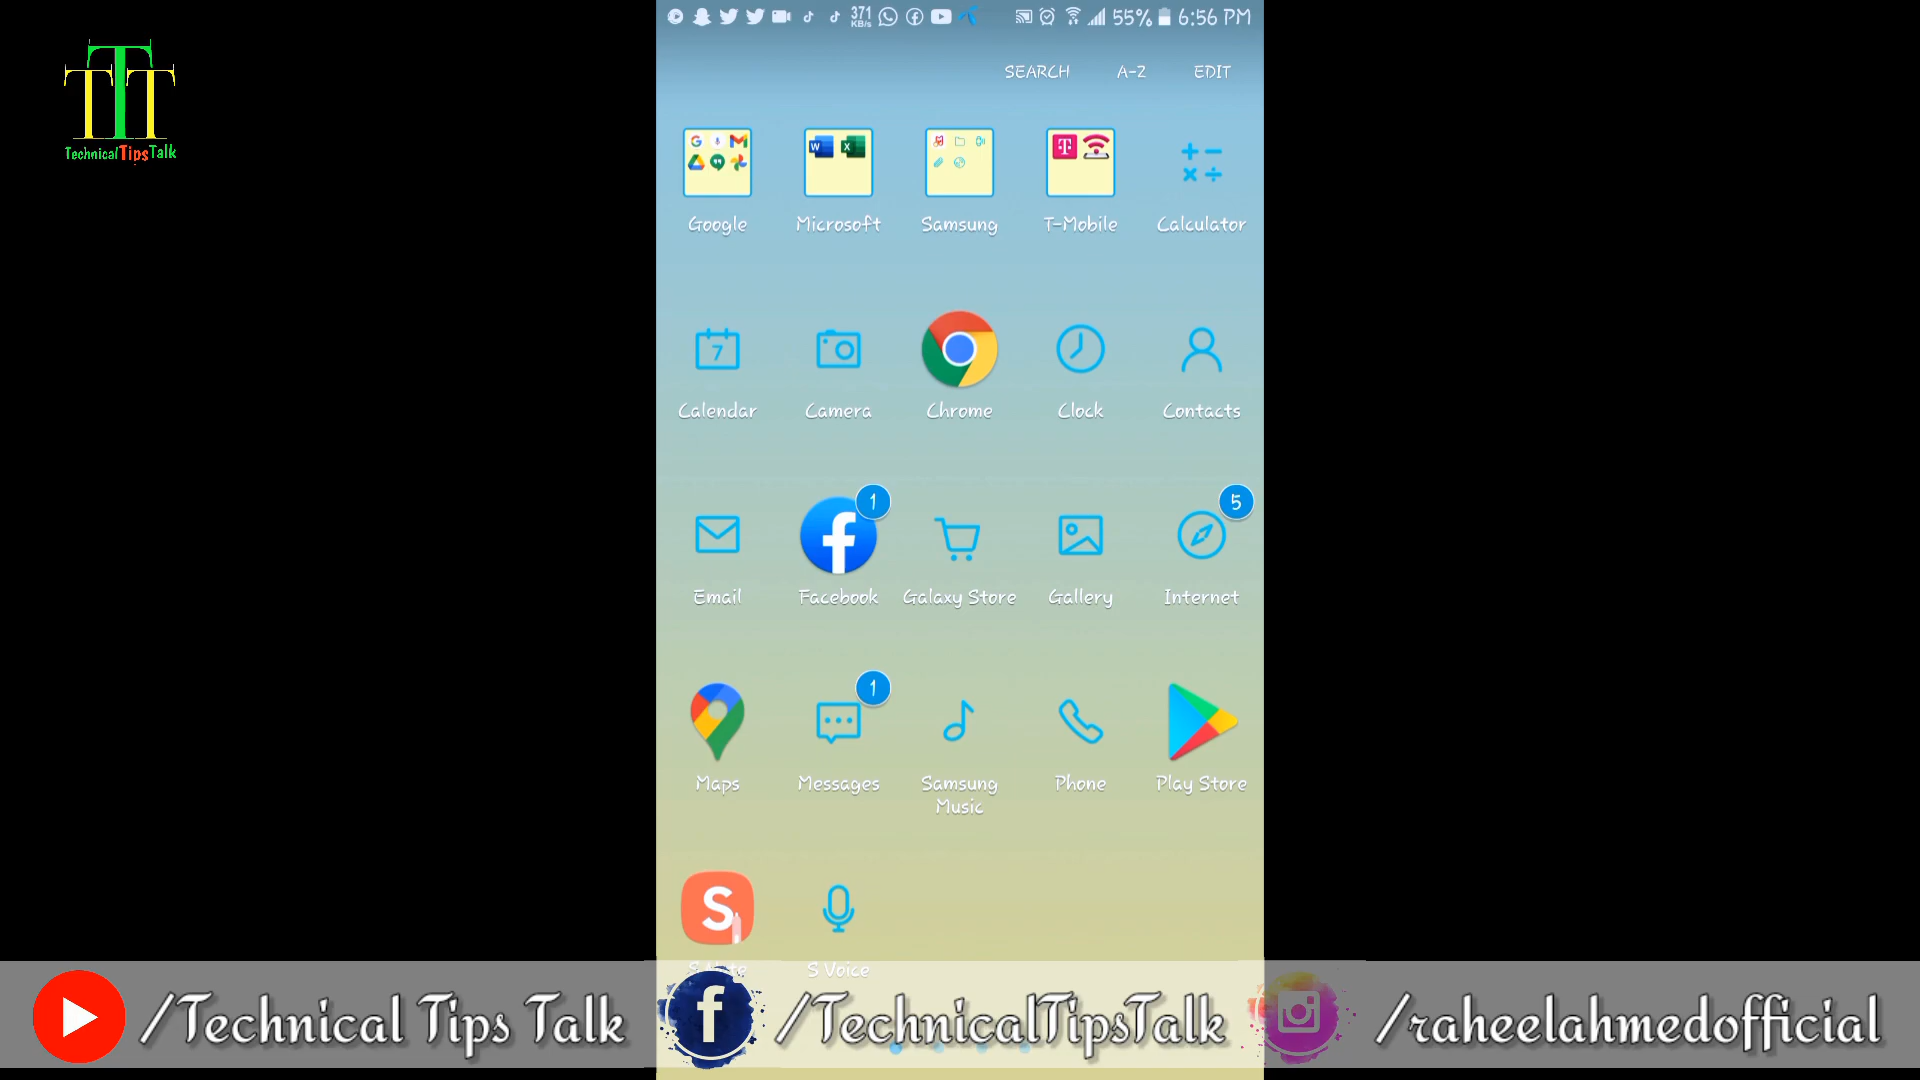 371
KB/s
55%
6:56 PM
TTT
TechnicalTipsTalk
SEARCH
A-Z
EDIT
Google
Microsoft
Samsung
T-Mobile
Calculator
7
Calendar
Camera
Chrome
Clock
Contacts
1
5
Email
Facebook
Galaxy Store
Gallery
Internet
1
Maps
Messages
Samsung
Music
Phone
Play Store
S
S Voice
/Technical Tips Talk
/TechnicalTipsTalk
/raheelahmedofficial